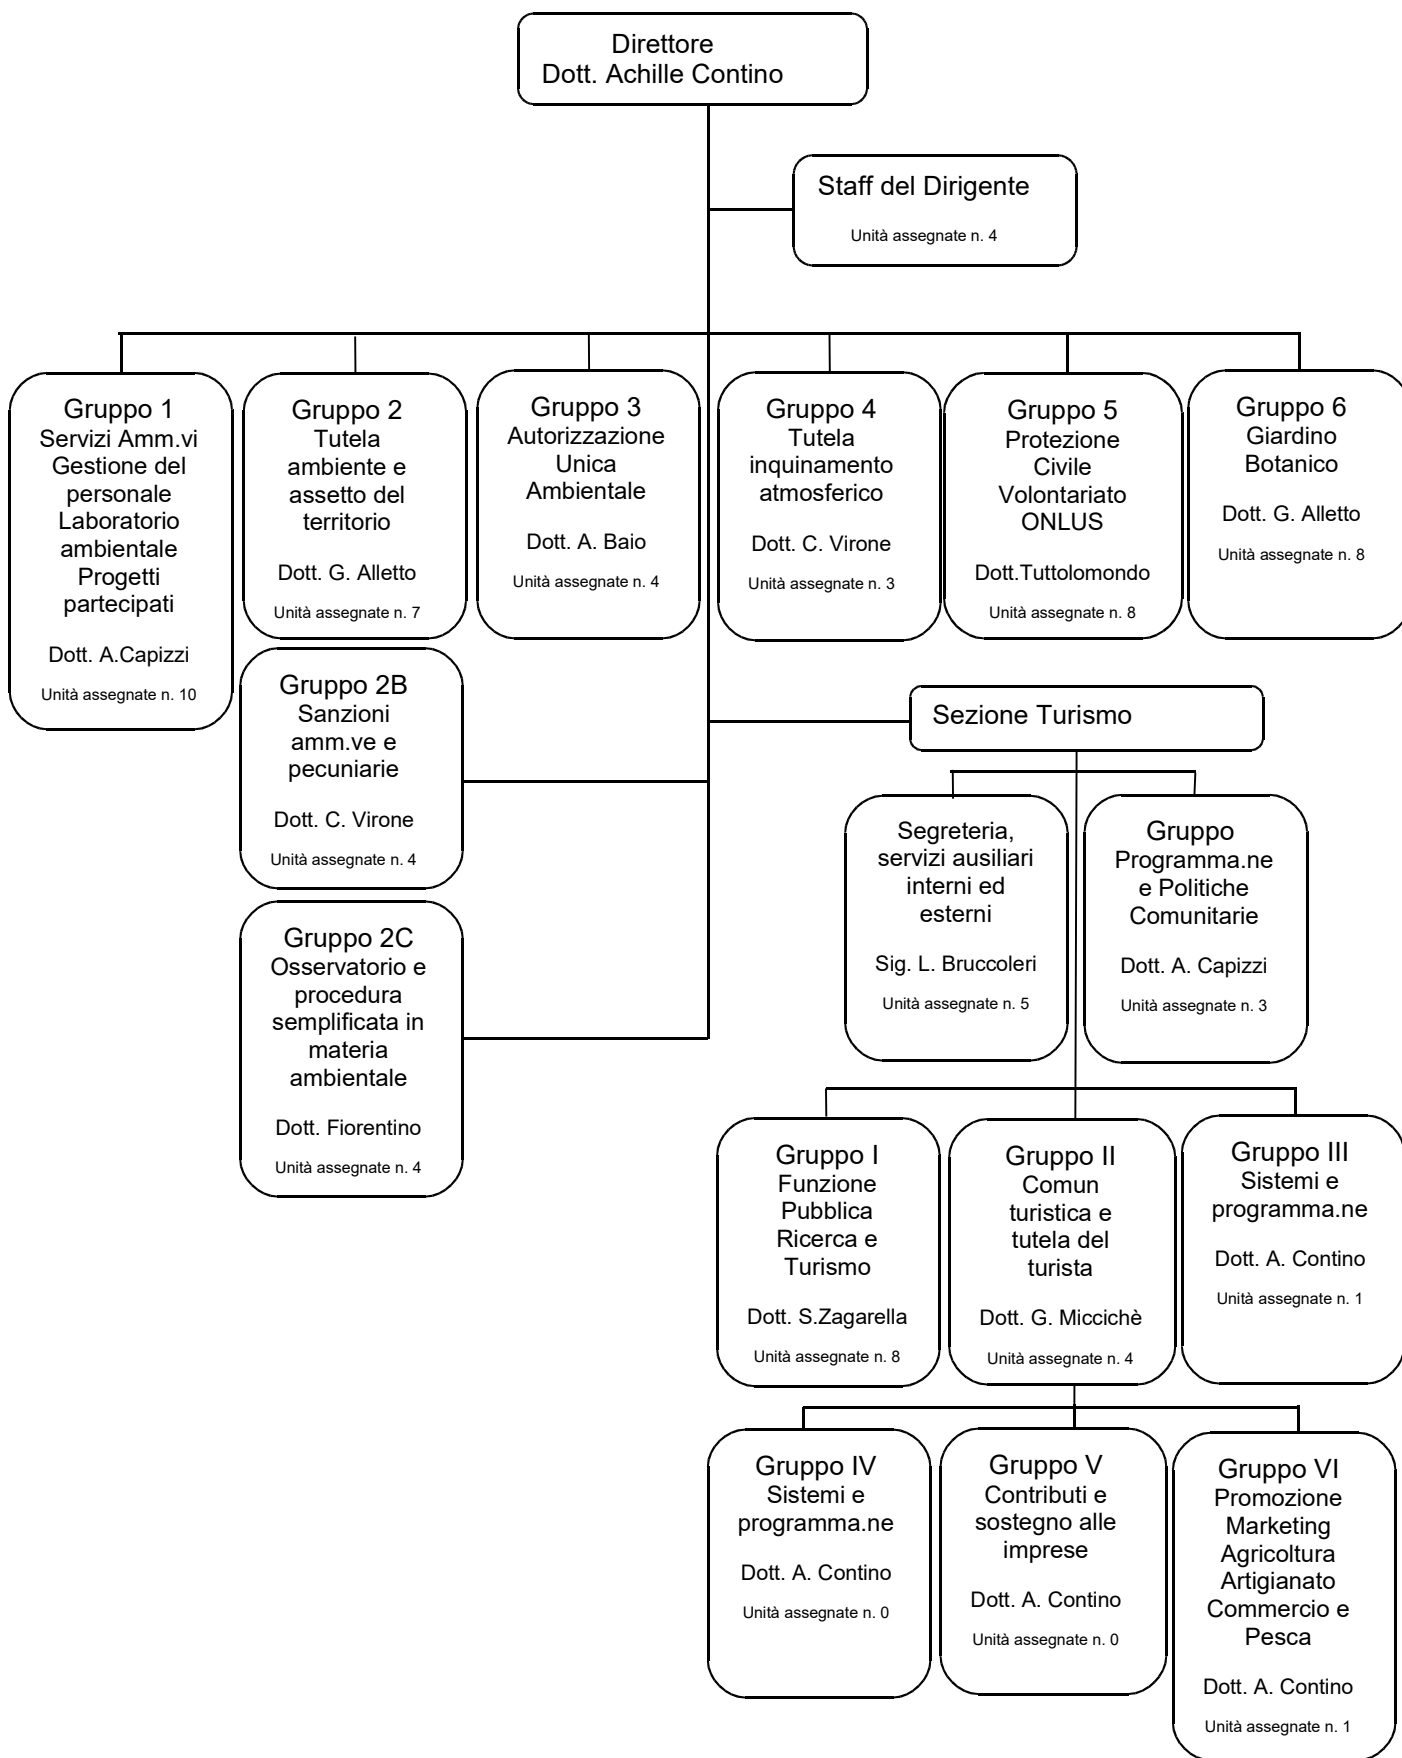 Direttore
Dott. Achille Contino
Staff del Dirigente
Unità assegnate n. 4
Gruppo 1
Servizi Amm.vi
Gestione del
personale
Laboratorio
ambientale
Progetti
partecipati
Dott. A.Capizzi
Unità assegnate n. 10
Gruppo 2
Tutela
ambiente e
assetto del
territorio
Dott. G. Alletto
Unità assegnate n. 7
Gruppo 3
Autorizzazione
Unica
Ambientale
Dott. A. Baio
Unità assegnate n. 4
Gruppo 4
Tutela
inquinamento
atmosferico
Dott. C. Virone
Unità assegnate n. 3
Gruppo 5
Protezione
Civile
Volontariato
ONLUS
Dott.Tuttolomondo
Unità assegnate n. 8
Gruppo 6
Giardino
Botanico
Dott. G. Alletto
Unità assegnate n. 8
Gruppo 2B
Sanzioni
amm.ve e
pecuniarie
Dott. C. Virone
Unità assegnate n. 4
Gruppo 2C
Osservatorio e
procedura
semplificata in
materia
ambientale
Dott. Fiorentino
Unità assegnate n. 4
Sezione Turismo
Segreteria,
servizi ausiliari
interni ed
esterni
Sig. L. Bruccoleri
Unità assegnate n. 5
Gruppo
Programma.ne
e Politiche
Comunitarie
Dott. A. Capizzi
Unità assegnate n. 3
Gruppo I
Funzione
Pubblica
Ricerca e
Turismo
Dott. S.Zagarella
Unità assegnate n. 8
Gruppo II
Comun
turistica e
tutela del
turista
Dott. G. Miccichè
Unità assegnate n. 4
Gruppo III
Sistemi e
programma.ne
Dott. A. Contino
Unità assegnate n. 1
Gruppo IV
Sistemi e
programma.ne
Dott. A. Contino
Unità assegnate n. 0
Gruppo V
Contributi e
sostegno alle
imprese
Dott. A. Contino
Unità assegnate n. 0
Gruppo VI
Promozione
Marketing
Agricoltura
Artigianato
Commercio e
Pesca
Dott. A. Contino
Unità assegnate n. 1